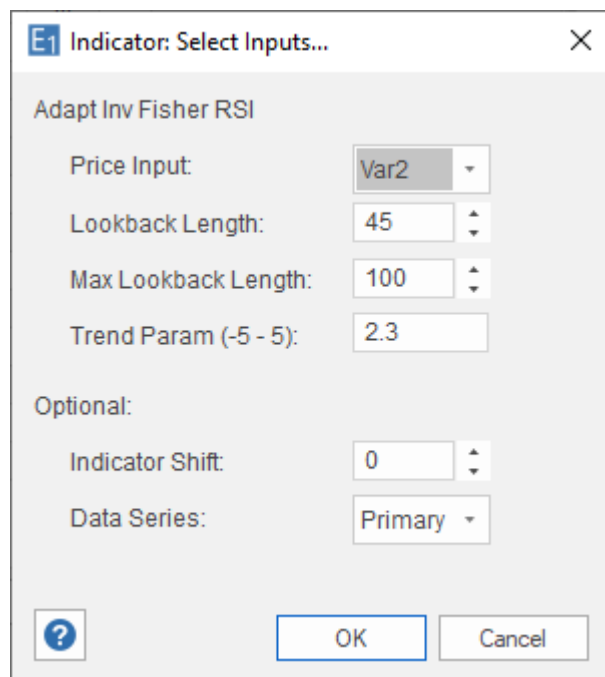 E1 Indicator: Select Inputs...
Adapt Inv Fisher RSI
Price Input: Var2
Lookback Length: 45
Max Lookback Length: 100
Trend Param (-5 - 5): 2.3
Optional:
Indicator Shift: 0
Data Series: Primary
? OK Cancel